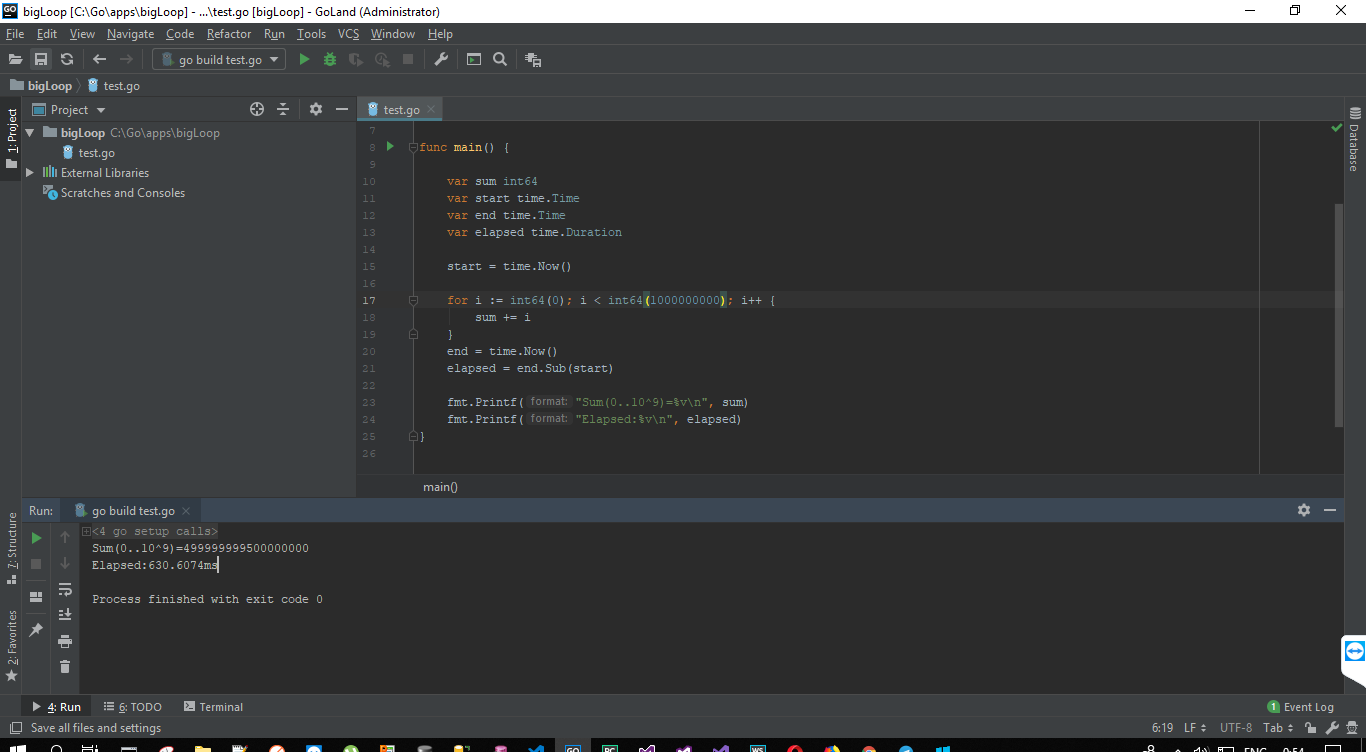 bigLoop [C:\Go\apps\bigLoop] - ...\test.go [bigLoop] - GoLand (Administrator)
File Edit View Navigate Code Refactor Run Tools VCS Window Help
go build test.go
bigLoop test.go
1: Project
Project
bigLoop C:\Go\apps\bigLoop
test.go
External Libraries
Scratches and Consoles
test.go
7
8 func main() {
9
10 var sum int64
11 var start time.Time
12 var end time.Time
13 var elapsed time.Duration
14
15 start = time.Now()
16
17 for i := int64(0); i < int64(1000000000); i++ {
18 sum += i
19 }
20 end = time.Now()
21 elapsed = end.Sub(start)
22
23 fmt.Printf( format: "Sum(0..10^9)=%v\n", sum)
24 fmt.Printf( format: "Elapsed:%v\n", elapsed)
25 }
26
main()
Database
Run: go build test.go
<4 go setup calls>
Sum(0..10^9)=499999999500000000
Elapsed:630.6074ms
Process finished with exit code 0
Z: Structure
2: Favorites
4: Run 6: TODO Terminal
1 Event Log
Save all files and settings
6:19 LF UTF-8 Tab